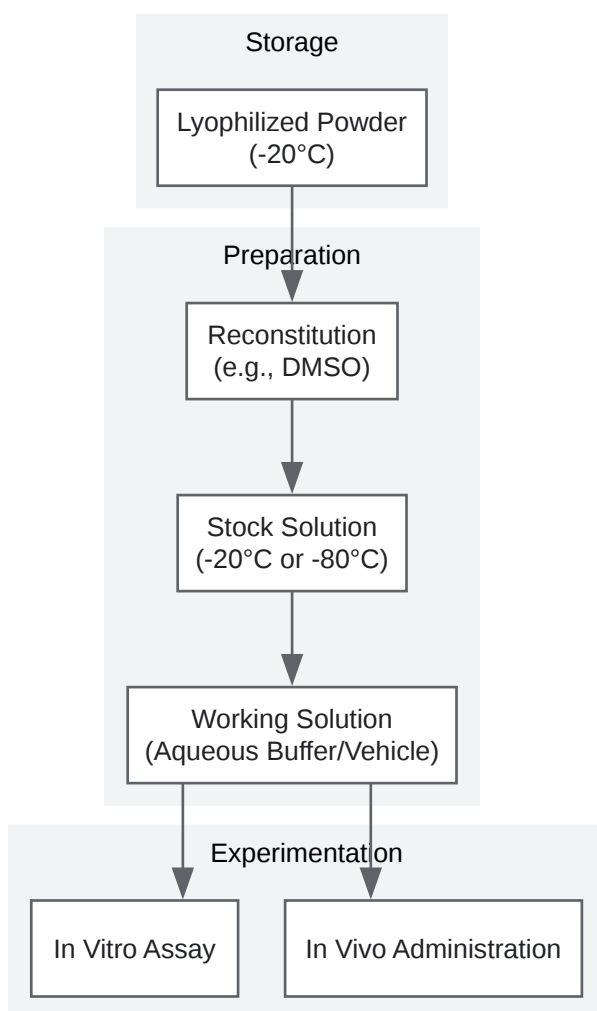 Storage
Lyophilized Powder
(-20°C)
Preparation
Reconstitution
(e.g., DMSO)
Stock Solution
(-20°C or -80°C)
Working Solution
(Aqueous Buffer/Vehicle)
Experimentation
In Vitro Assay
In Vivo Administration